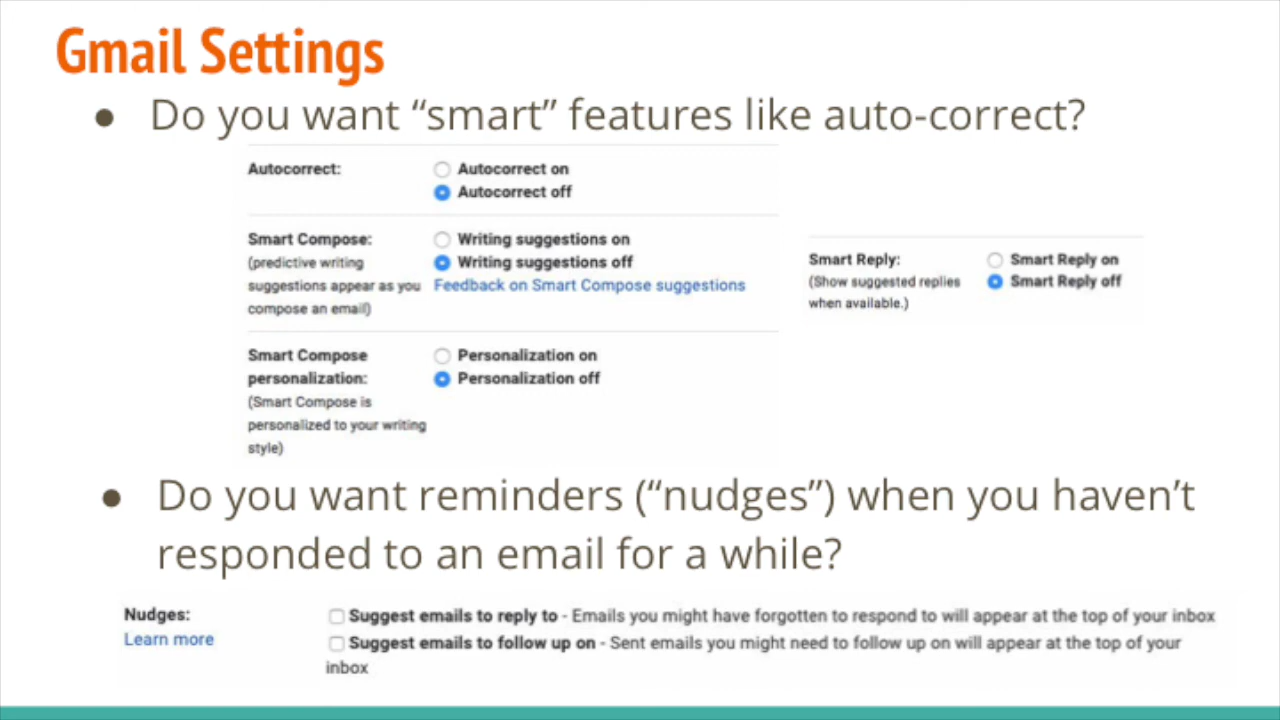 Gmail Settings
● Do you want “smart” features like auto-correct?
Autocorrect:
Autocorrect on
Autocorrect off
Smart Compose:
(predictive writing
suggestions appear as you
compose an email)
Writing suggestions on
Writing suggestions off
Feedback on Smart Compose suggestions
Smart Compose
personalization:
(Smart Compose is
personalized to your writing
style)
Personalization on
Personalization off
Smart Reply:
(Show suggested replies
when available.)
Smart Reply on
Smart Reply off
● Do you want reminders (“nudges”) when you haven’t
responded to an email for a while?
Nudges:
Learn more
Suggest emails to reply to - Emails you might have forgotten to respond to will appear at the top of your inbox
Suggest emails to follow up on - Sent emails you might need to follow up on will appear at the top of your
inbox